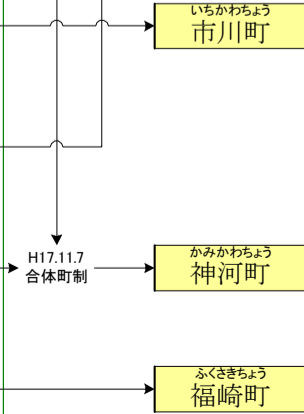 いちかわちょう
市川町
H17.11.7
合体町制
かみかわちょう
神河町
ふくさきちょう
福崎町